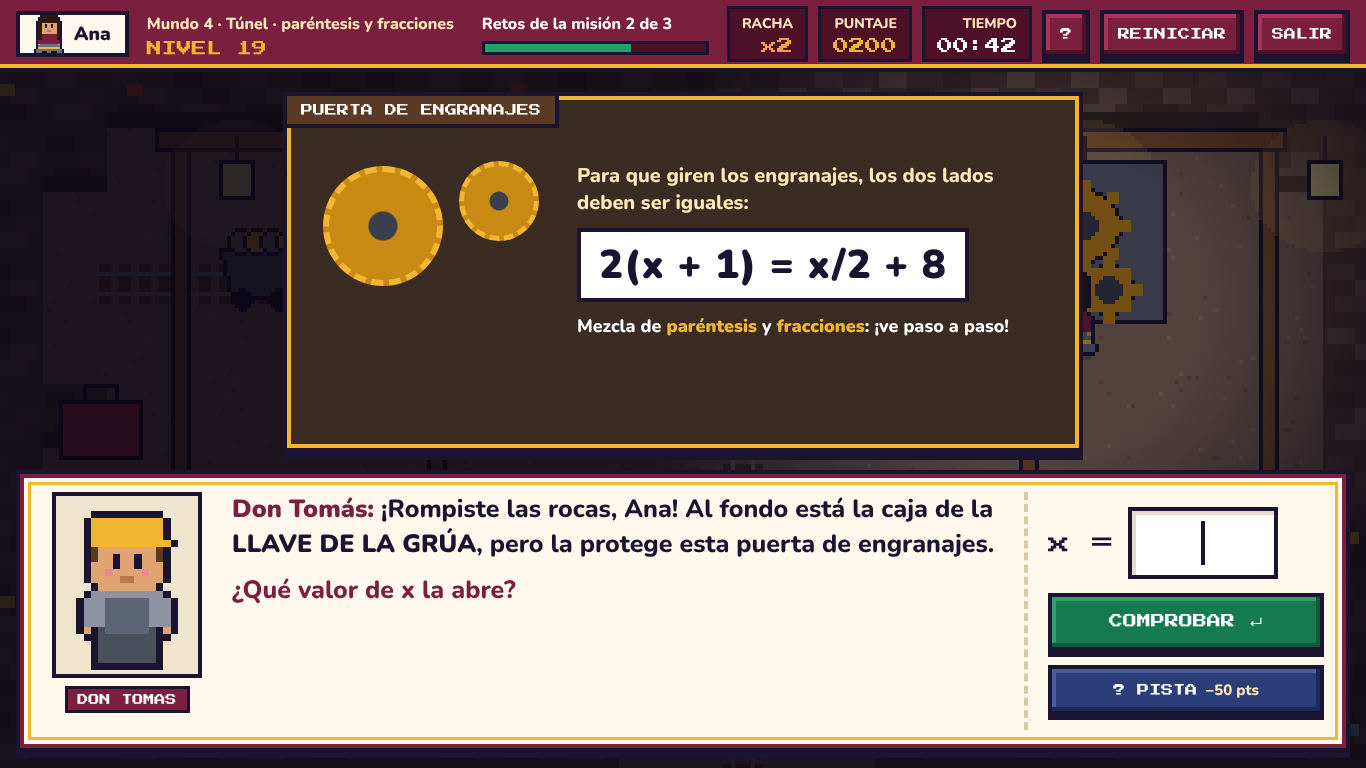 Ana
Mundo 4 · Túnel · paréntesis y fracciones
NIVEL 19
Retos de la misión 2 de 3
RACHA
x2
PUNTAJE
0200
TIEMPO
00:42
?
REINICIAR
SALIR
PUERTA DE ENGRANAJES
Para que giren los engranajes, los dos lados
deben ser iguales:
2(x + 1) = x/2 + 8
Mezcla de paréntesis y fracciones: ¡ve paso a paso!
Don Tomás: ¡Rompiste las rocas, Ana! Al fondo está la caja de la
LLAVE DE LA GRÚA, pero la protege esta puerta de engranajes.
¿Qué valor de x la abre?
DON TOMAS
x =
COMPROBAR ↵
? PISTA −50 pts